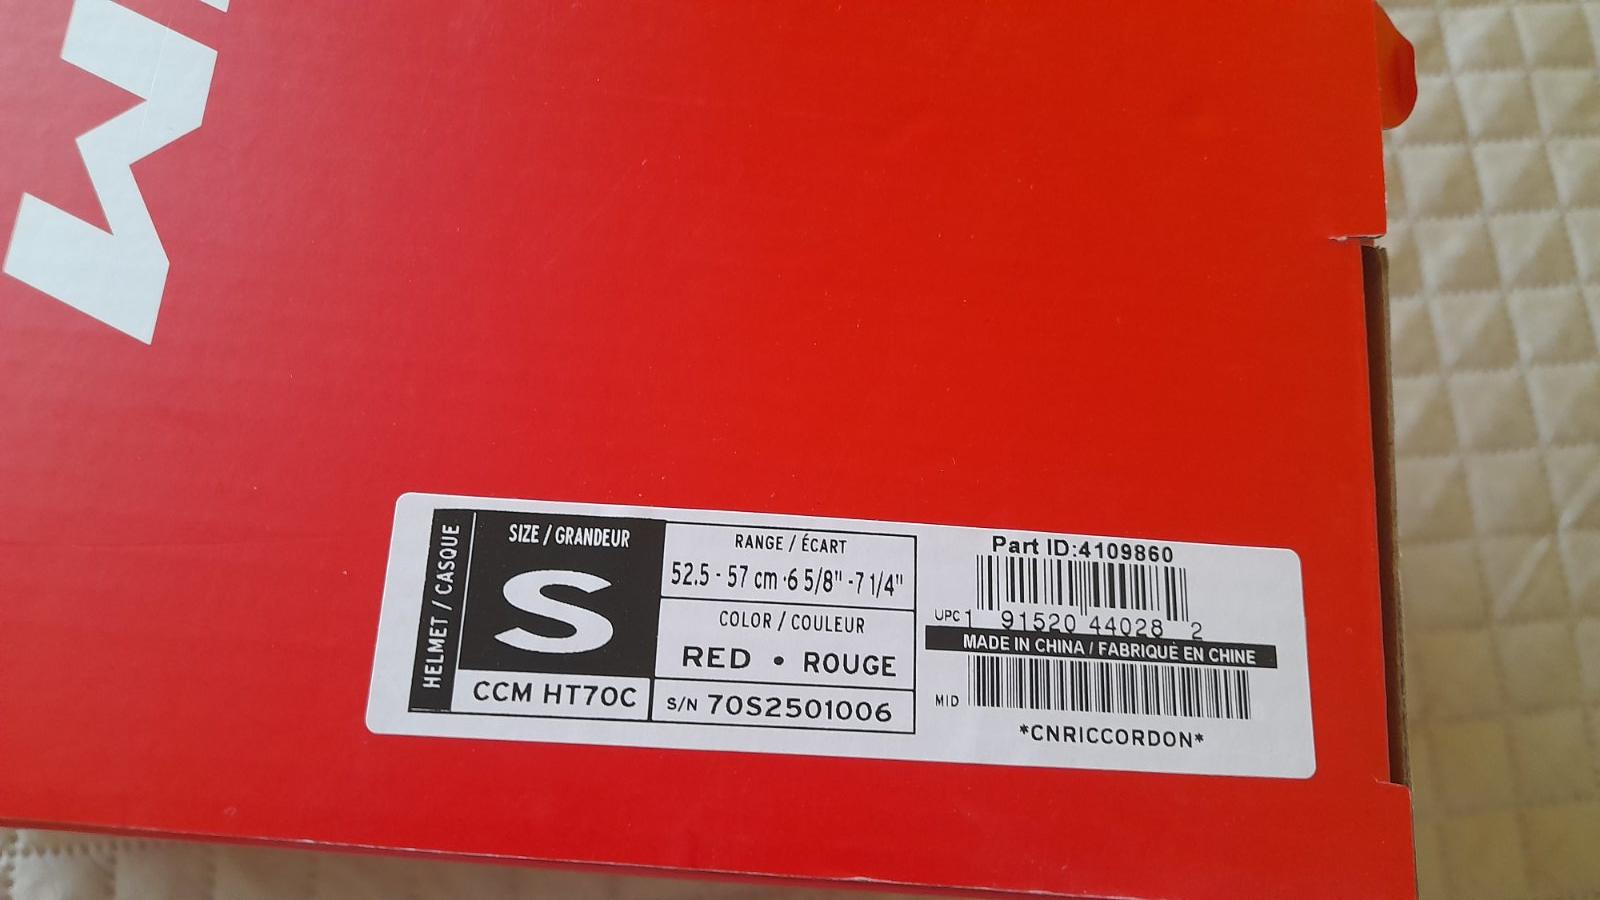 HELMET / CASQUE
SIZE / GRANDEUR
S
CCM HT70C
RANGE / ÉCART
52.5 - 57 cm · 6 5/8" - 7 1/4"
COLOR / COULEUR
RED • ROUGE
S/N 70S2501006
Part ID:4109860
UPC 1 91520 44028 2
MADE IN CHINA / FABRIQUÉ EN CHINE
MID
*CNRICCORDON*